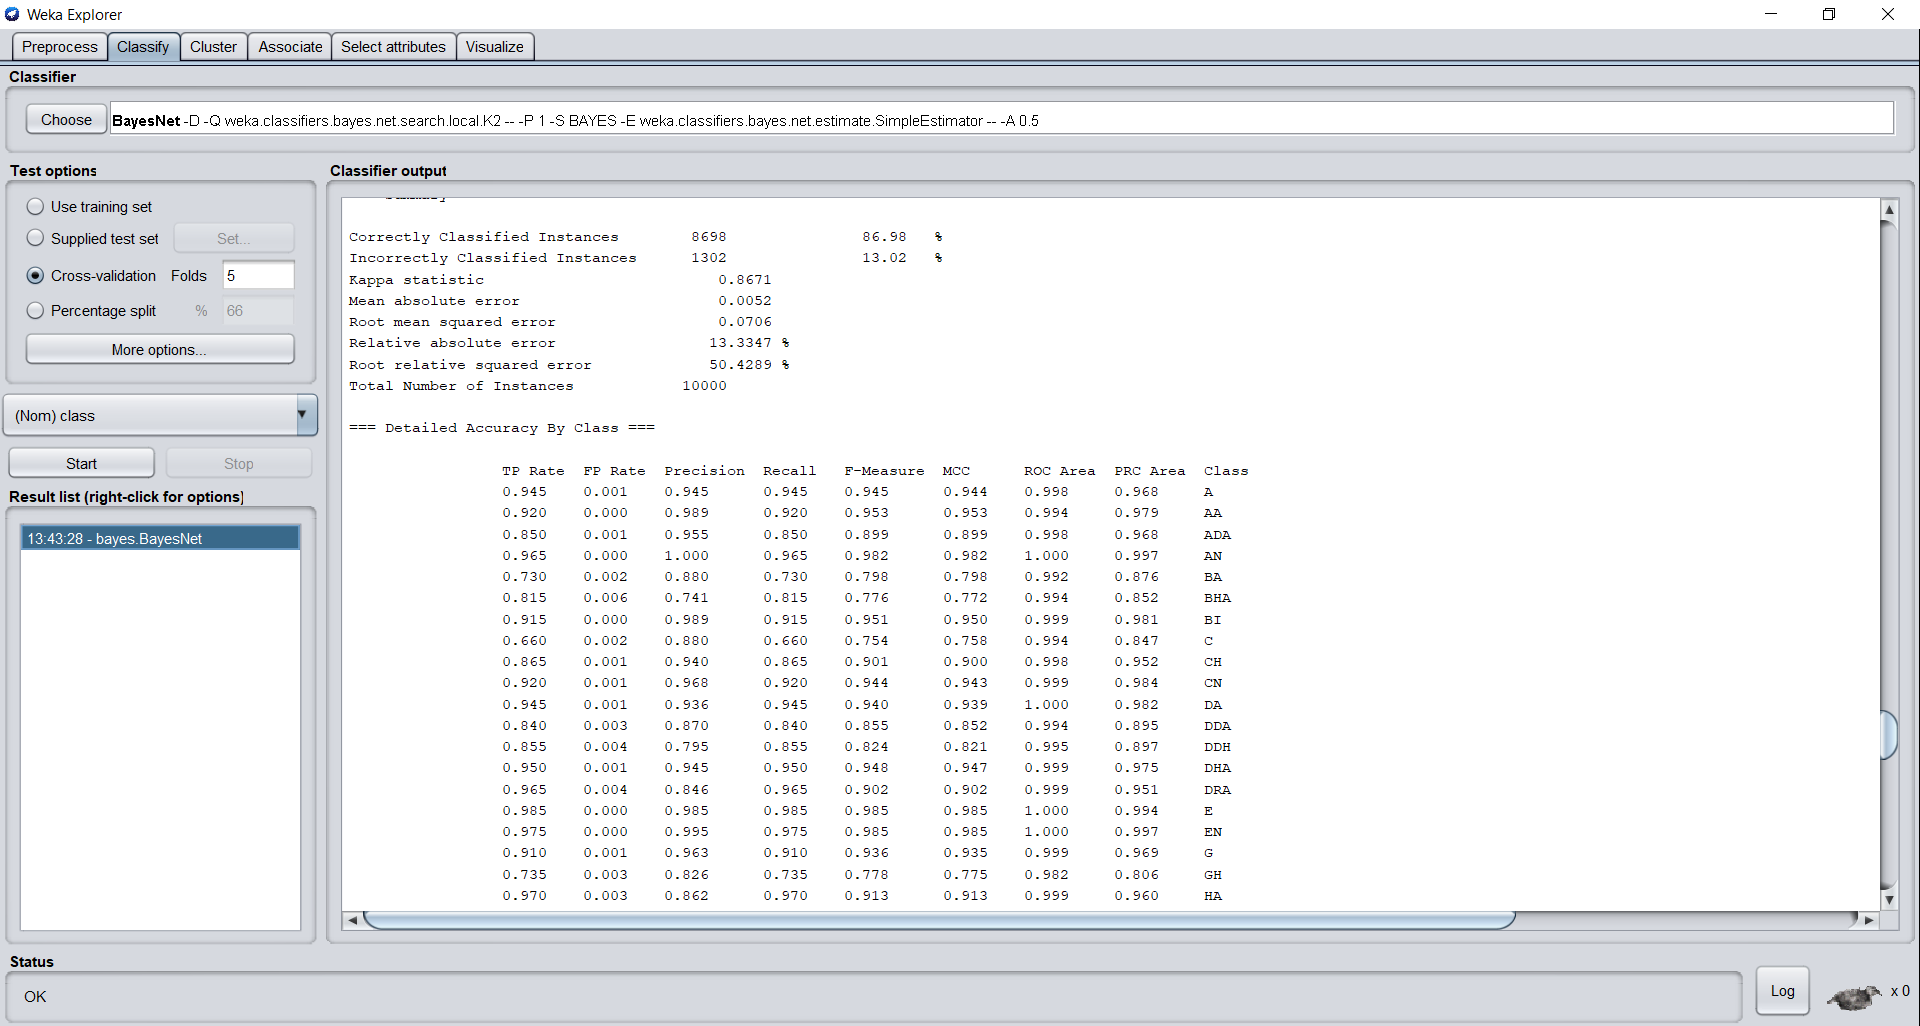 Weka Explorer
Preprocess Classify Cluster Associate Select attributes Visualize
Classifier
Choose BayesNet -D -Q weka.classifiers.bayes.net.search.local.K2 -- -P 1 -S BAYES -E weka.classifiers.bayes.net.estimate.SimpleEstimator -- -A 0.5
Test options
Use training set
Supplied test set Set...
Cross-validation Folds 5
Percentage split % 66
More options...
(Nom) class
Start Stop
Result list (right-click for options)
13:43:28 - bayes.BayesNet
Classifier output
Summary
Correctly Classified Instances 8698 86.98 %
Incorrectly Classified Instances 1302 13.02 %
Kappa statistic 0.8671
Mean absolute error 0.0052
Root mean squared error 0.0706
Relative absolute error 13.3347 %
Root relative squared error 50.4289 %
Total Number of Instances 10000
=== Detailed Accuracy By Class ===
TP Rate FP Rate Precision Recall F-Measure MCC ROC Area PRC Area Class
0.945 0.001 0.945 0.945 0.945 0.944 0.998 0.968 A
0.920 0.000 0.989 0.920 0.953 0.953 0.994 0.979 AA
0.850 0.001 0.955 0.850 0.899 0.899 0.998 0.968 ADA
0.965 0.000 1.000 0.965 0.982 0.982 1.000 0.997 AN
0.730 0.002 0.880 0.730 0.798 0.798 0.992 0.876 BA
0.815 0.006 0.741 0.815 0.776 0.772 0.994 0.852 BHA
0.915 0.000 0.989 0.915 0.951 0.950 0.999 0.981 BI
0.660 0.002 0.880 0.660 0.754 0.758 0.994 0.847 C
0.865 0.001 0.940 0.865 0.901 0.900 0.998 0.952 CH
0.920 0.001 0.968 0.920 0.944 0.943 0.999 0.984 CN
0.945 0.001 0.936 0.945 0.940 0.939 1.000 0.982 DA
0.840 0.003 0.870 0.840 0.855 0.852 0.994 0.895 DDA
0.855 0.004 0.795 0.855 0.824 0.821 0.995 0.897 DDH
0.950 0.001 0.945 0.950 0.948 0.947 0.999 0.975 DHA
0.965 0.004 0.846 0.965 0.902 0.902 0.999 0.951 DRA
0.985 0.000 0.985 0.985 0.985 0.985 1.000 0.994 E
0.975 0.000 0.995 0.975 0.985 0.985 1.000 0.997 EN
0.910 0.001 0.963 0.910 0.936 0.935 0.999 0.969 G
0.735 0.003 0.826 0.735 0.778 0.775 0.982 0.806 GH
0.970 0.003 0.862 0.970 0.913 0.913 0.999 0.960 HA
Status
OK
Log
x 0